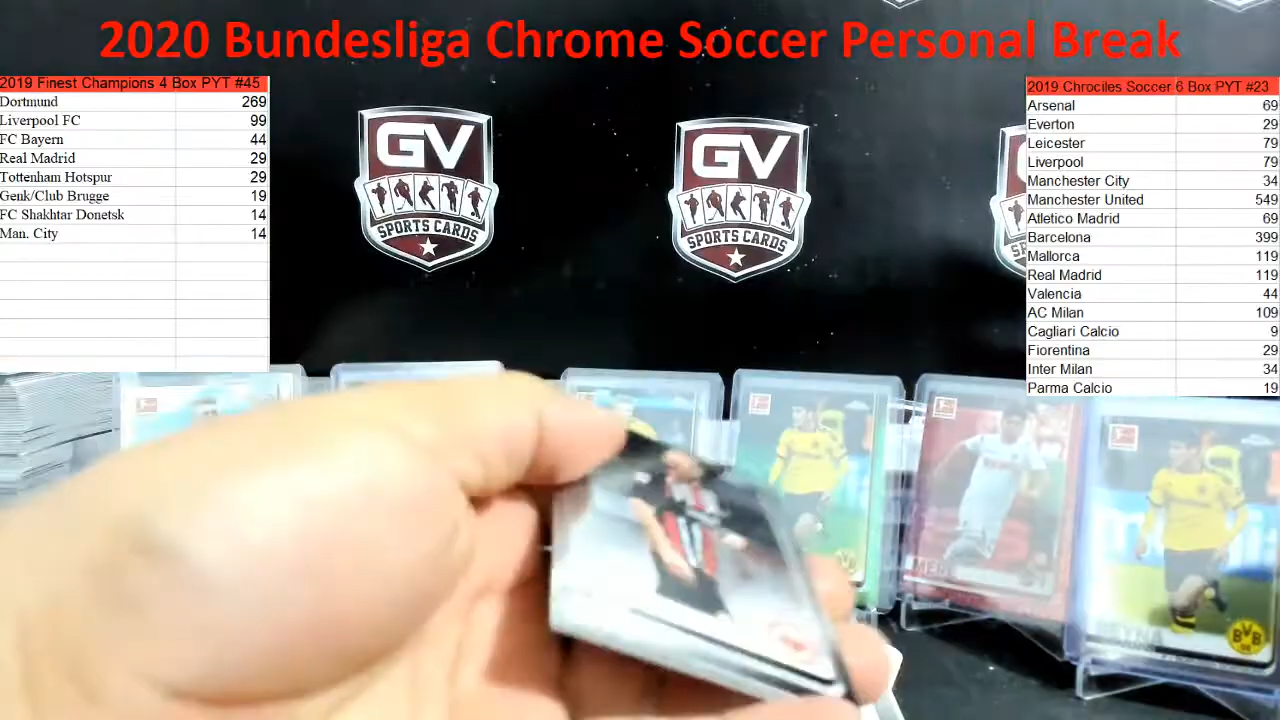 2020 Bundesliga Chrome Soccer Personal Break
2019 Finest Champions 4 Box PYT #45
Dortmund 269
Liverpool FC 99
FC Bayern 44
Real Madrid 29
Tottenham Hotspur 29
Genk/Club Brugge 19
FC Shakhtar Donetsk 14
Man. City 14
2019 Chrociles Soccer 6 Box PYT #23
Arsenal 69
Everton 29
Leicester 79
Liverpool 79
Manchester City 34
Manchester United 549
Atletico Madrid 69
Barcelona 399
Mallorca 119
Real Madrid 119
Valencia 44
AC Milan 109
Cagliari Calcio 9
Fiorentina 29
Inter Milan 34
Parma Calcio 19
GV
SPORTS CARDS
GV
SPORTS CARDS
BVB
09